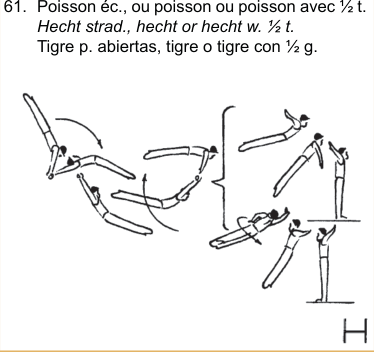 61. Poisson éc., ou poisson ou poisson avec ½ t.
Hecht strad., hecht or hecht w. ½ t.
Tigre p. abiertas, tigre o tigre con ½ g.
H